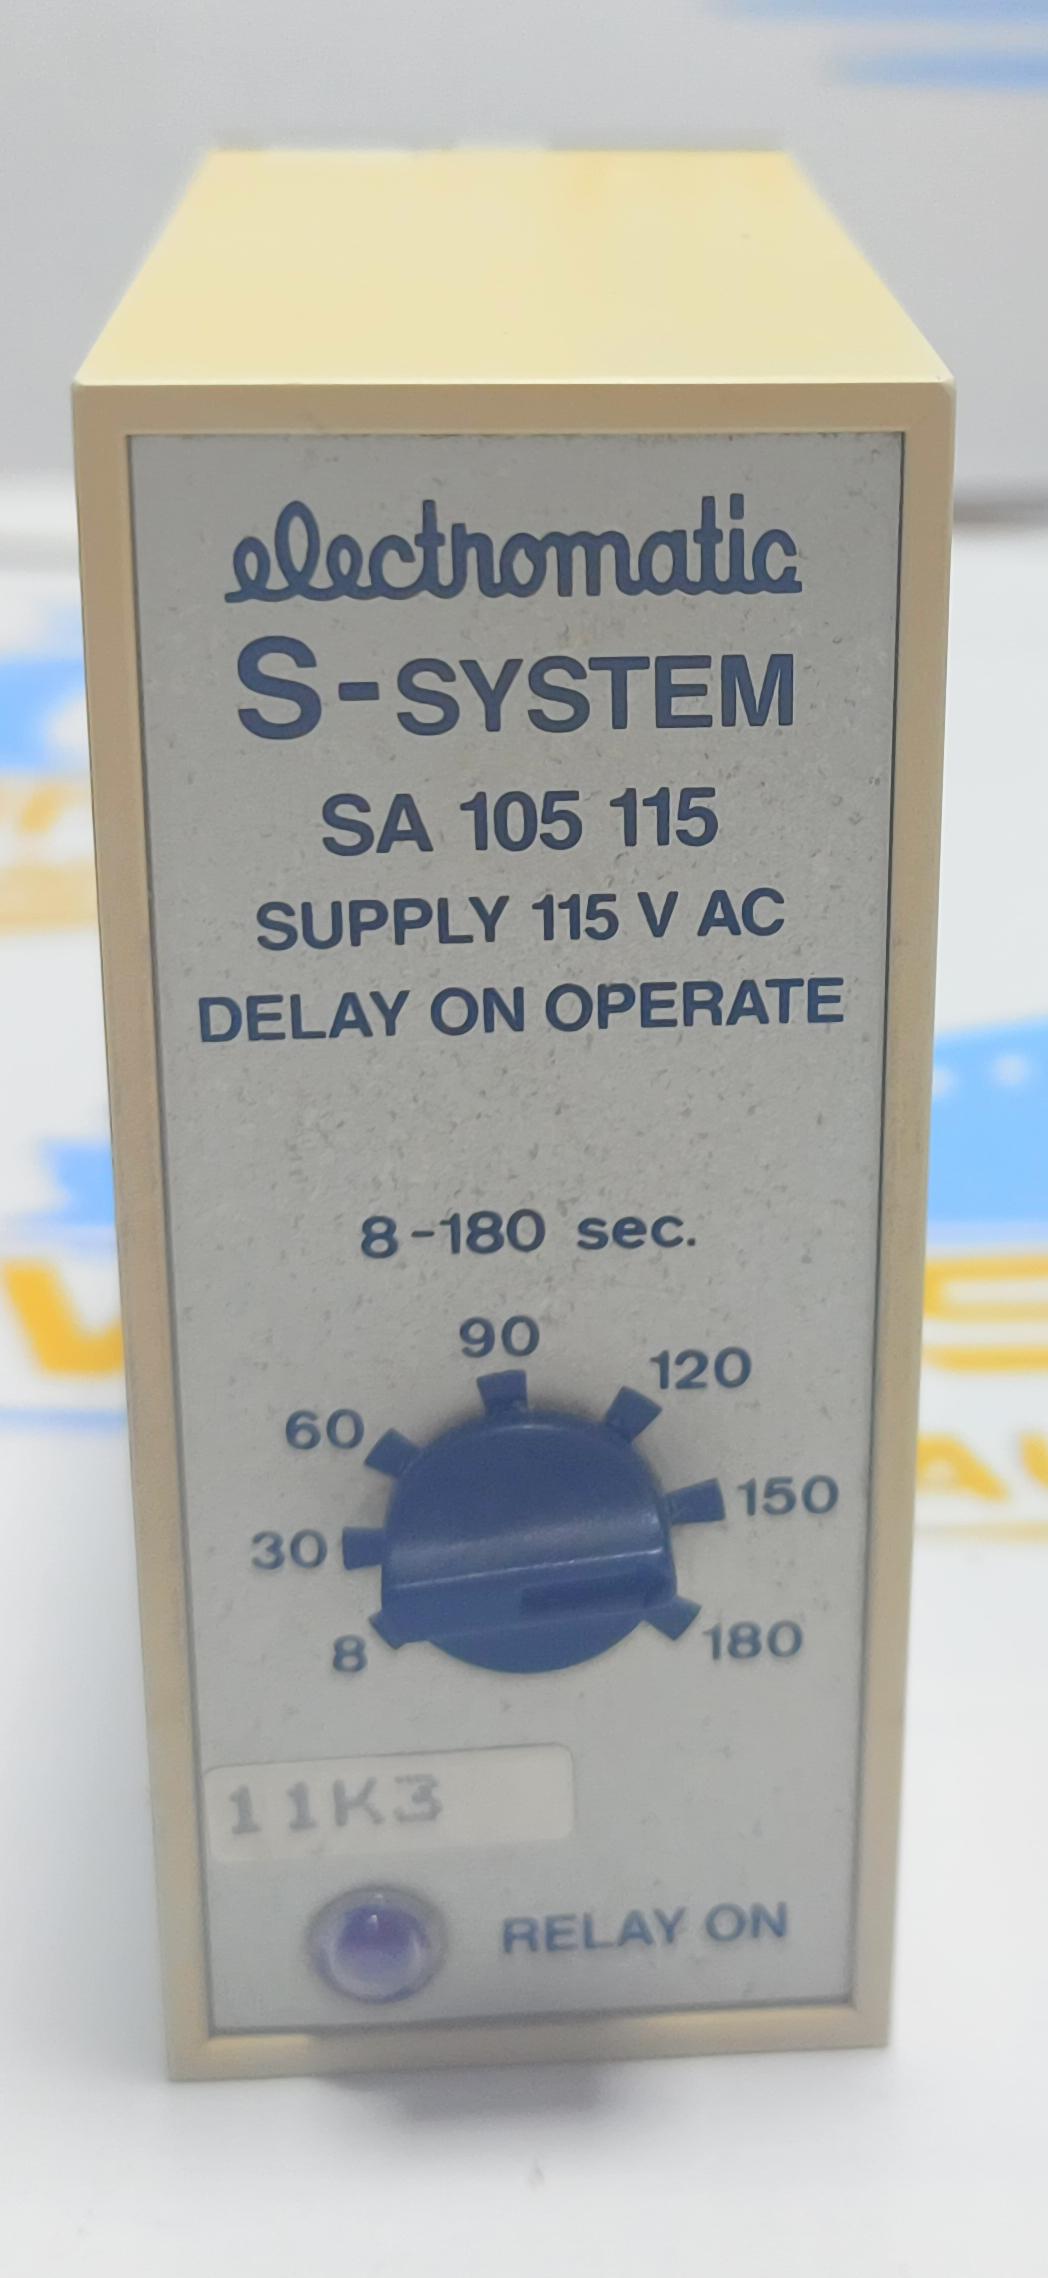 electromatic
S-SYSTEM
SA 105 115
SUPPLY 115 V AC
DELAY ON OPERATE
8-180 sec.
90
120
60
150
30
180
8
11K3
RELAY ON